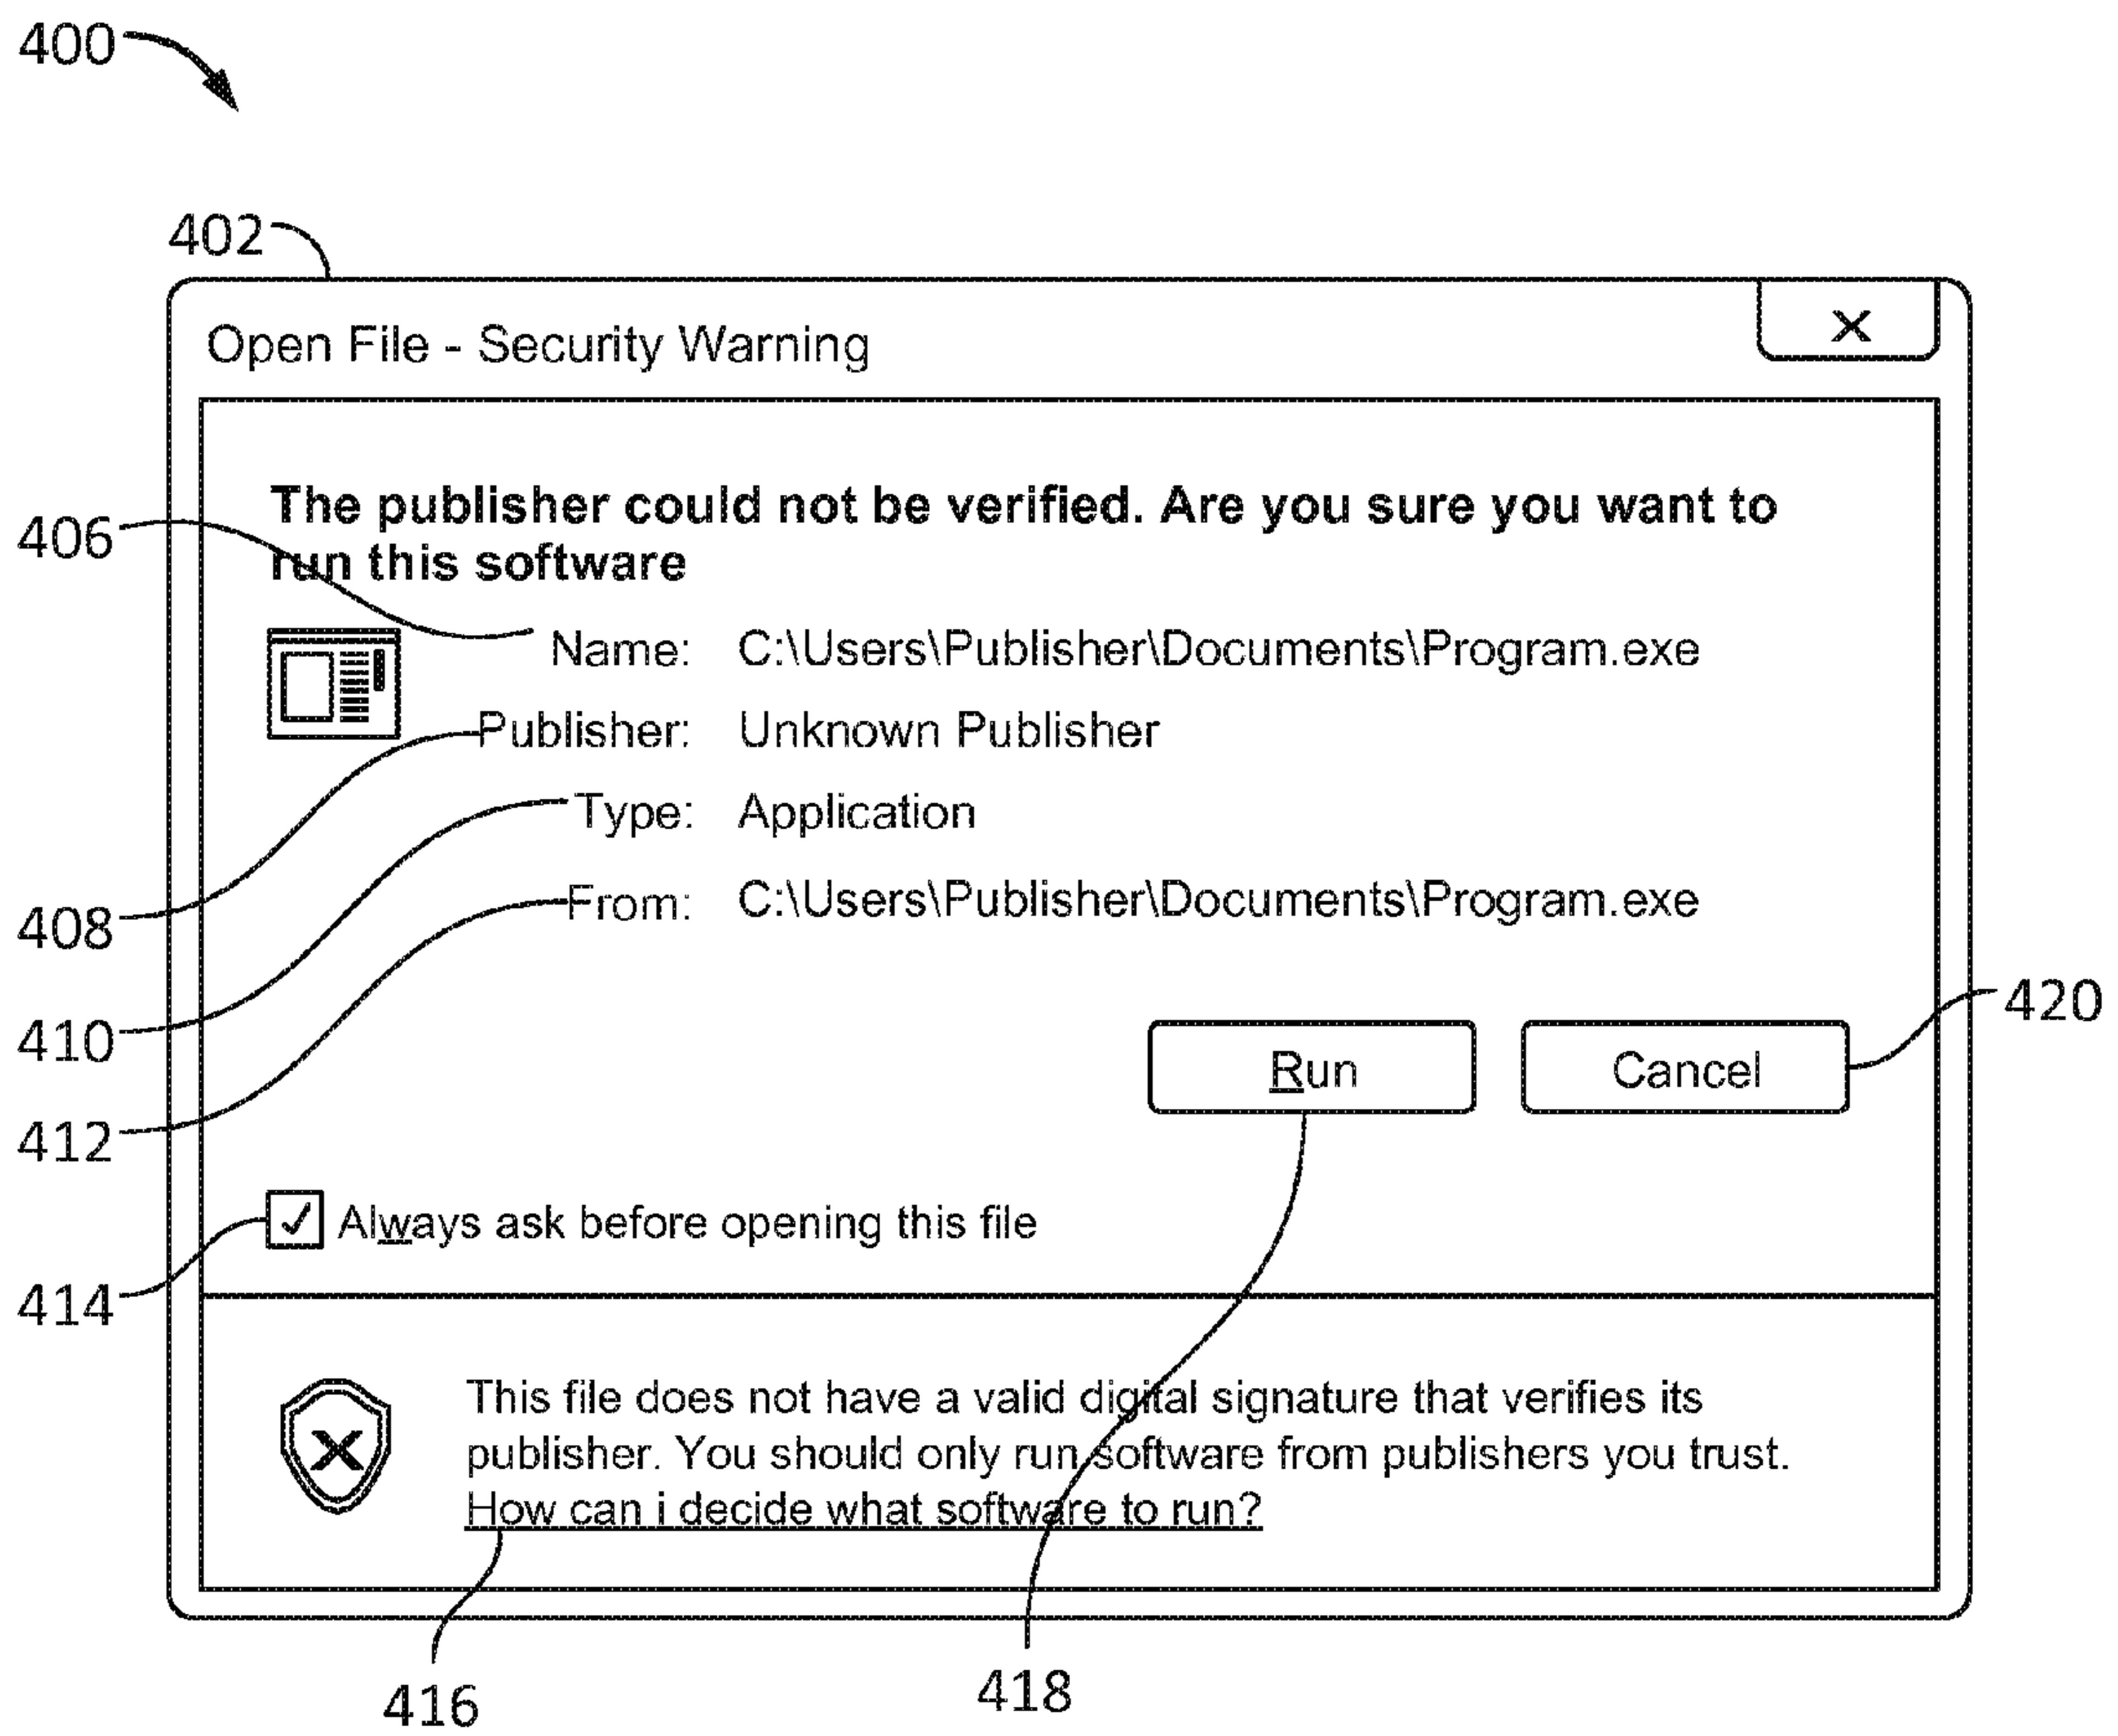 400
402
Open File - Security Warning
X
The publisher could not be verified. Are you sure you want to
406
run this software
Name: C:\Users\Publisher\Documents\Program.exe
Publisher: Unknown Publisher
Type: Application
From: C:\Users\Publisher\Documents\Program.exe
408
420
410
Run Cancel
412
Always ask before opening this file
414
This file does not have a valid digital signature that verifies its
publisher. You should only run software from publishers you trust.
How can i decide what software to run?
416
418